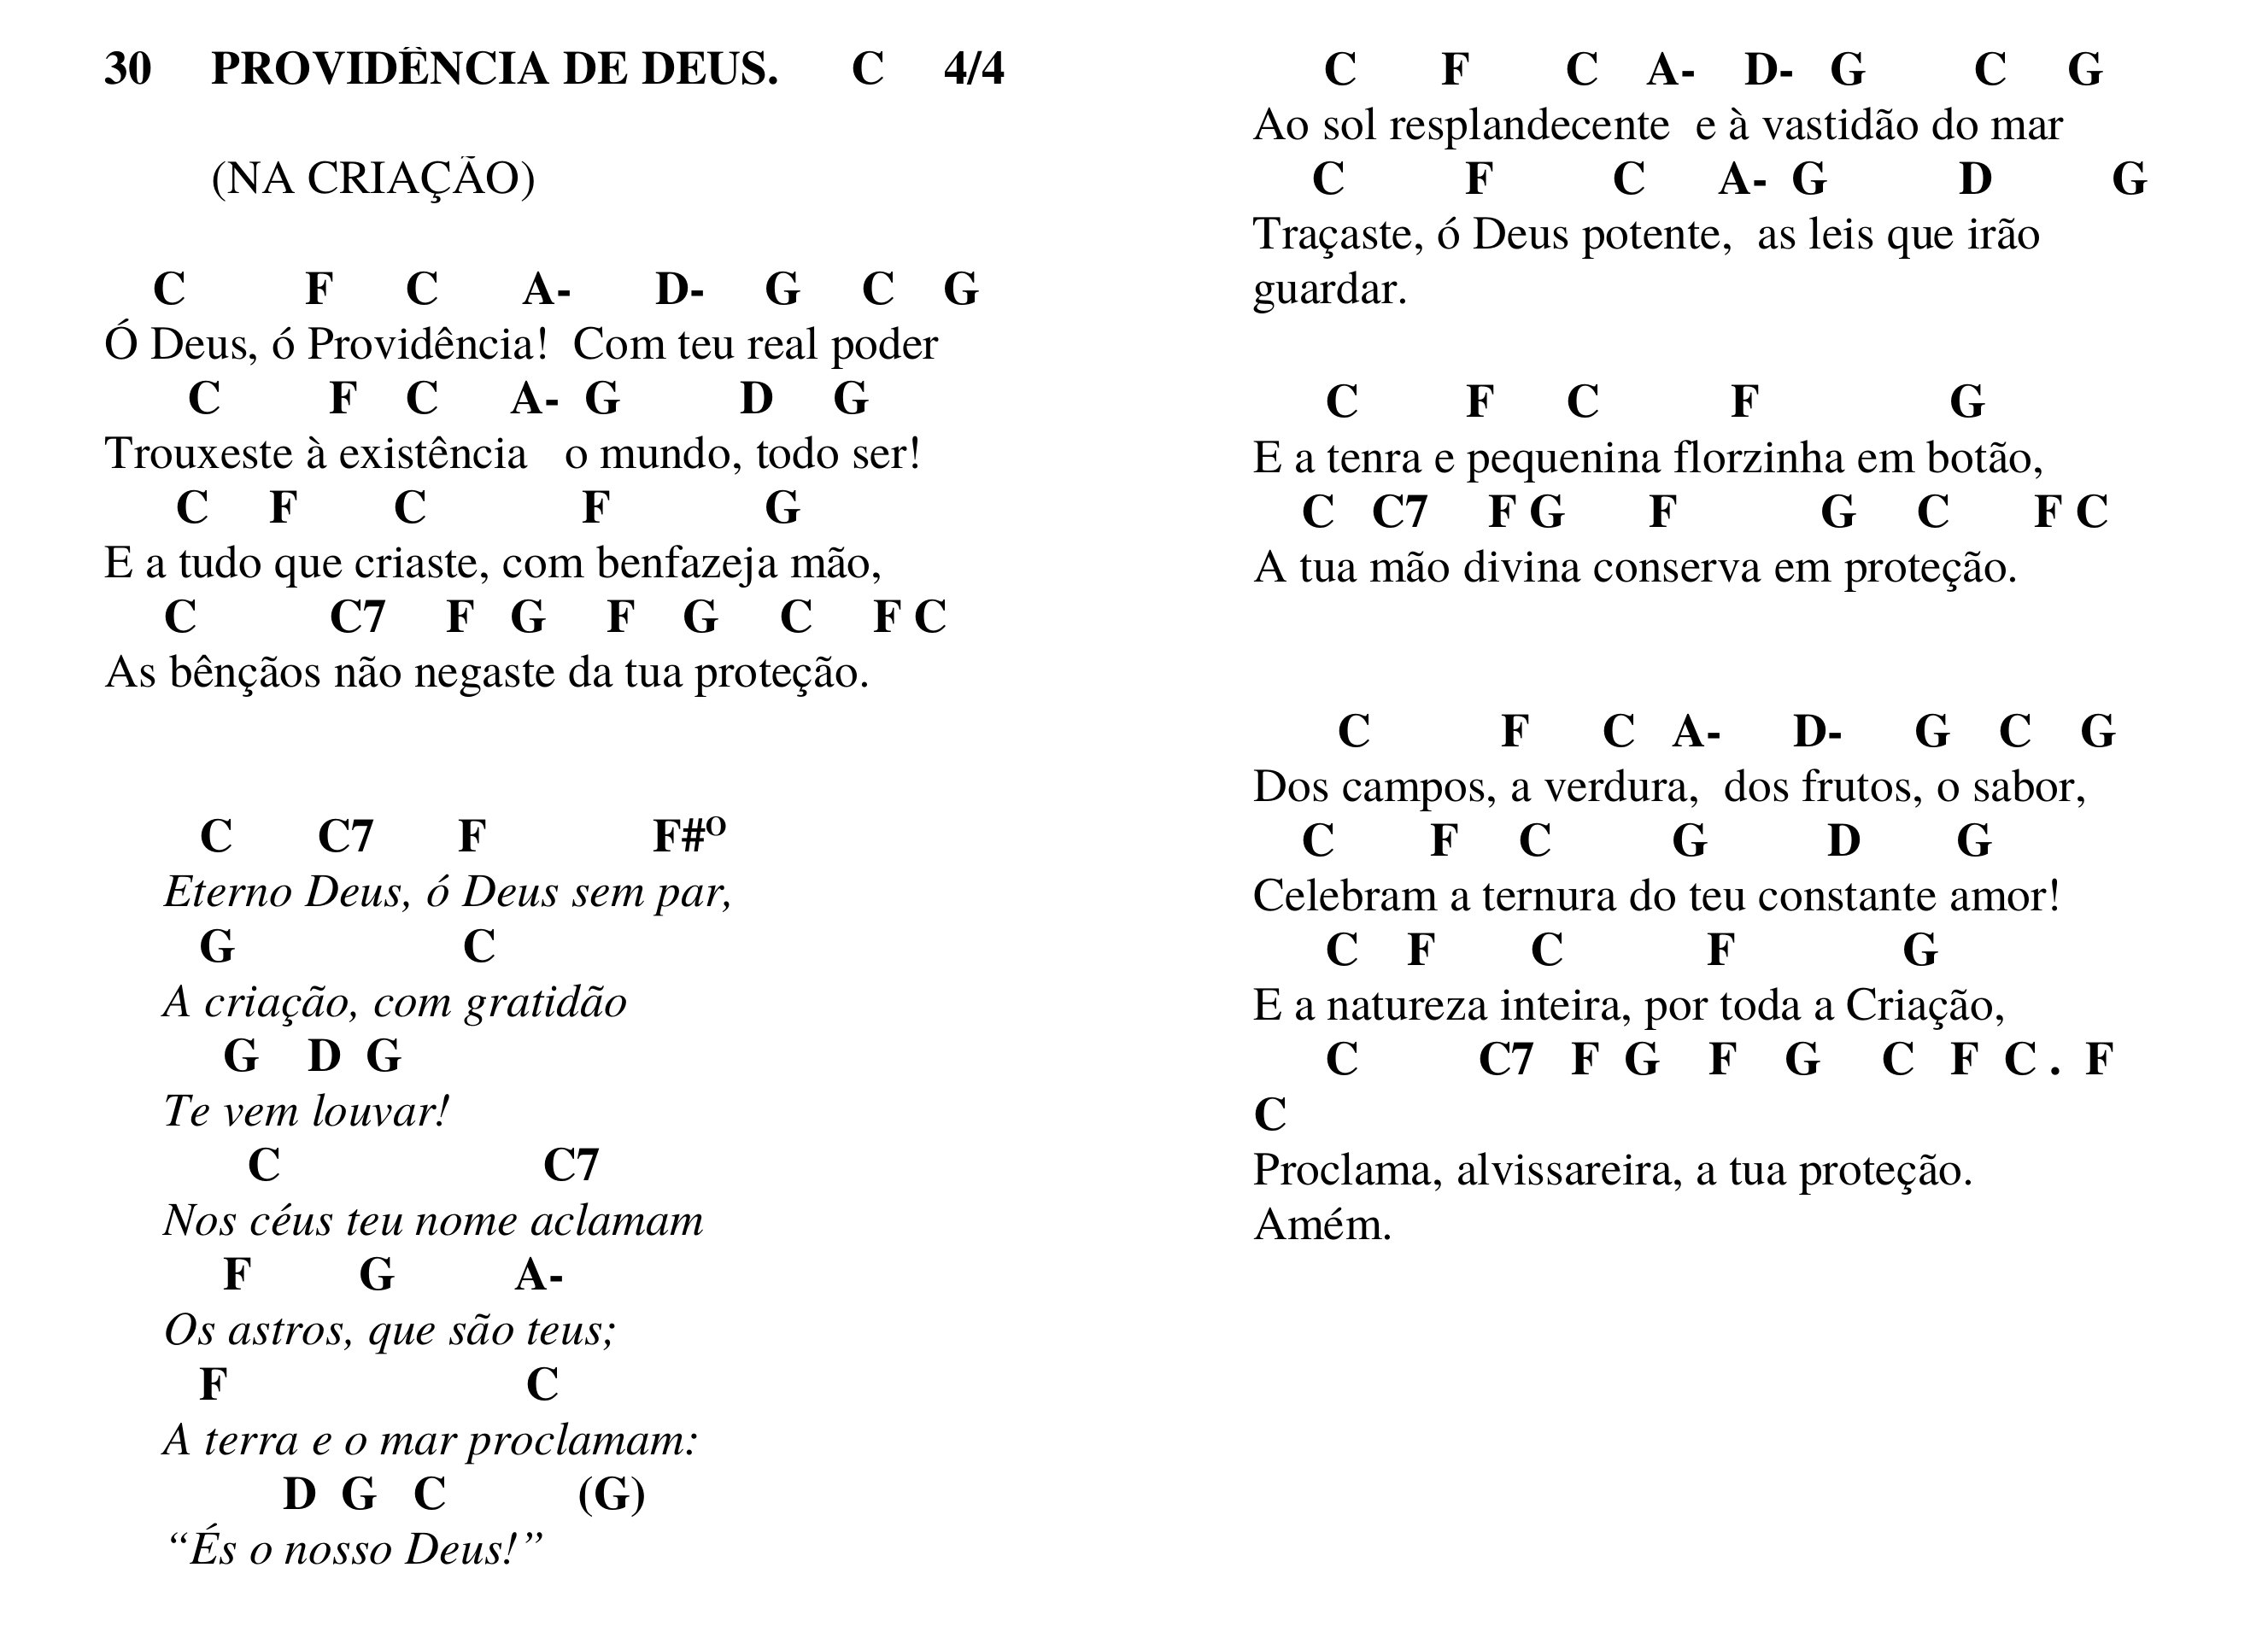 30 PROVIDÊNCIA DE DEUS. C 4/4
(NA CRIAÇÃO)
C F C A- D- G C G
Ó Deus, ó Providência! Com teu real poder
C F C A- G D G
Trouxeste à existência o mundo, todo ser!
C F C F G
E a tudo que criaste, com benfazeja mão,
C C7 F G F G C F C
As bênçãos não negaste da tua proteção.
C C7 F F#º
Eterno Deus, ó Deus sem par,
G C
A criação, com gratidão
G D G
Te vem louvar!
C C7
Nos céus teu nome aclamam
F G A-
Os astros, que são teus;
F C
A terra e o mar proclamam:
D G C (G)
“És o nosso Deus!”
C F C A- D- G C G
Ao sol resplandecente e à vastidão do mar
C F C A- G D G
Traçaste, ó Deus potente, as leis que irão
guardar.
C F C F G
E a tenra e pequenina florzinha em botão,
C C7 F G F G C F C
A tua mão divina conserva em proteção.
C F C A- D- G C G
Dos campos, a verdura, dos frutos, o sabor,
C F C G D G
Celebram a ternura do teu constante amor!
C F C F G
E a natureza inteira, por toda a Criação,
C C7 F G F G C F C . F
C
Proclama, alvissareira, a tua proteção.
Amém.